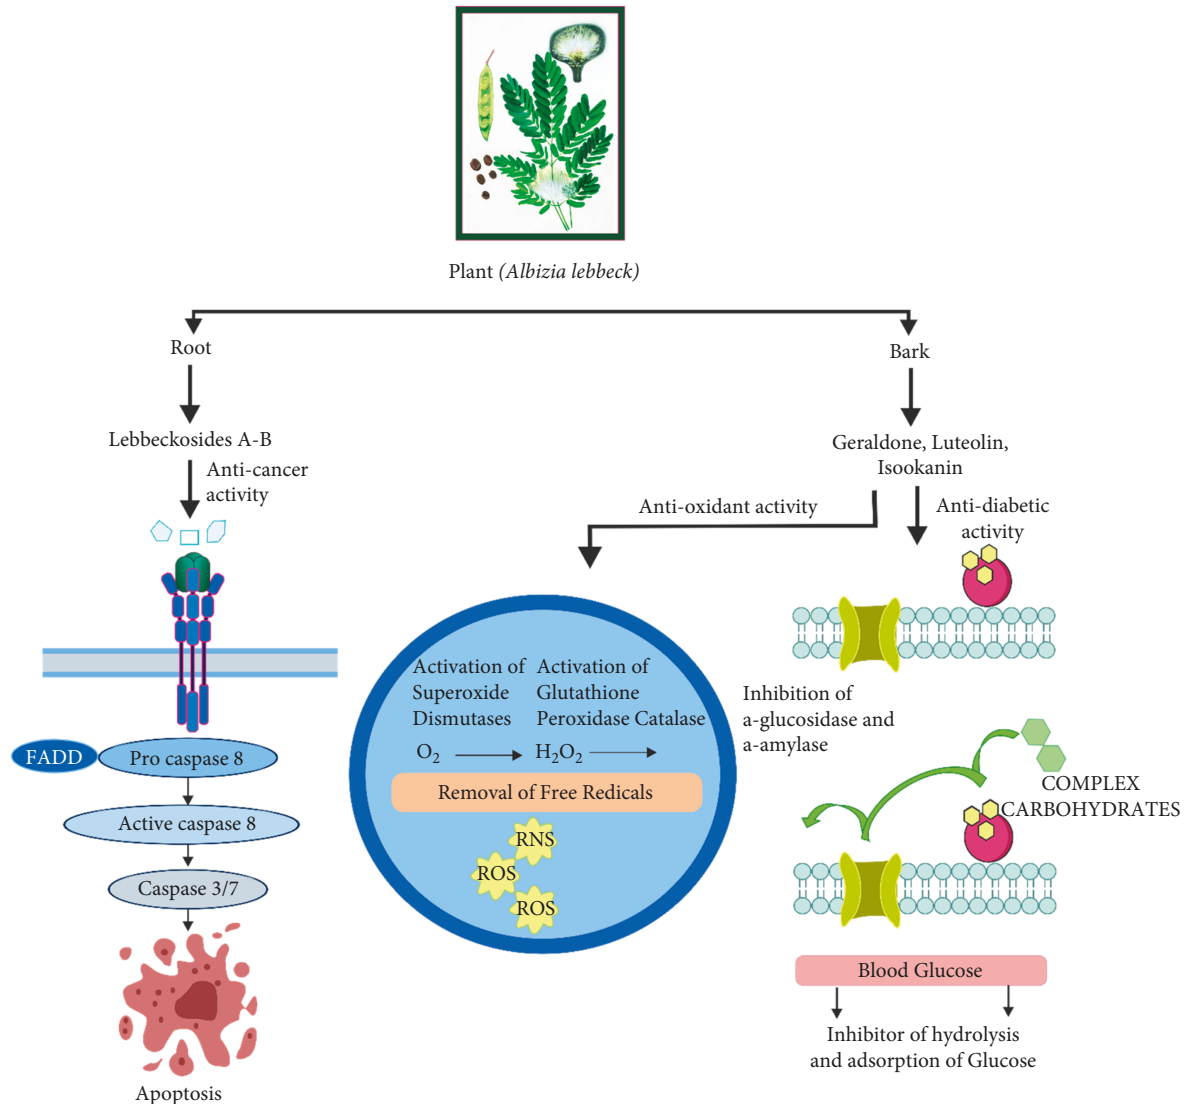 Plant (Albizia lebbeck)
Root
Bark
Lebbeckosides A-B
Anti-cancer
activity
Geraldone, Luteolin,
Isookanin
Anti-oxidant activity
Anti-diabetic
activity
FADD
Pro caspase 8
Active caspase 8
Caspase 3/7
Apoptosis
Activation of
Superoxide
Dismutases
Activation of
Glutathione
Peroxidase Catalase
O₂
H₂O₂
Removal of Free Redicals
RNS
ROS
ROS
Inhibition of
a-glucosidase and
a-amylase
COMPLEX
CARBOHYDRATES
Blood Glucose
Inhibitor of hydrolysis
and adsorption of Glucose